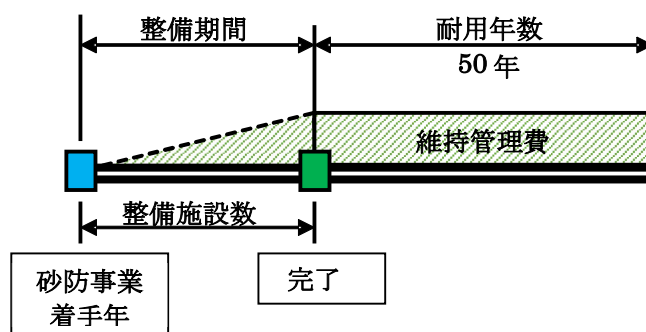 整備期間
耐用年数
50年
維持管理費
整備施設数
砂防事業
着手年
完了